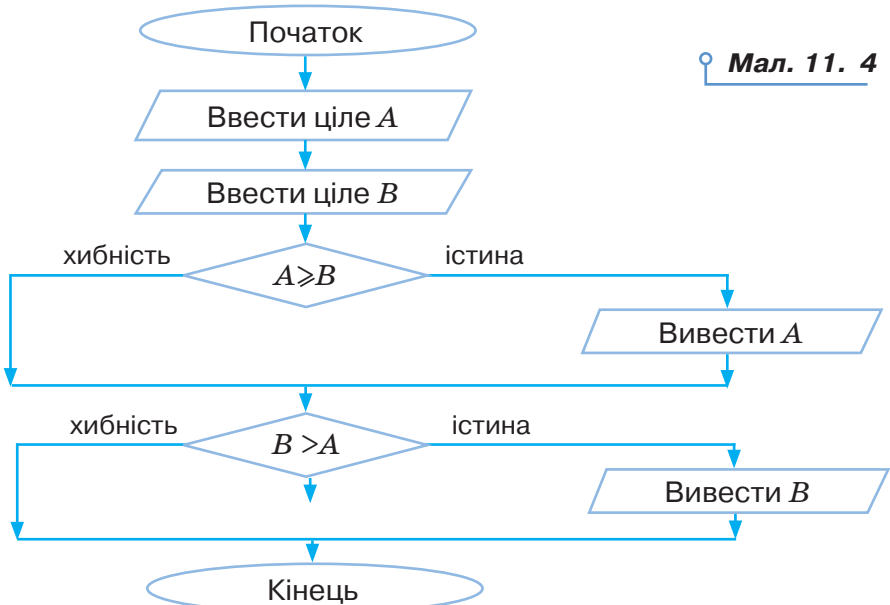 Початок
Мал. 11. 4
Ввести ціле A
Ввести ціле B
хибність
A⩾B
істина
Вивести A
хибність
B >A
істина
Вивести B
Кінець